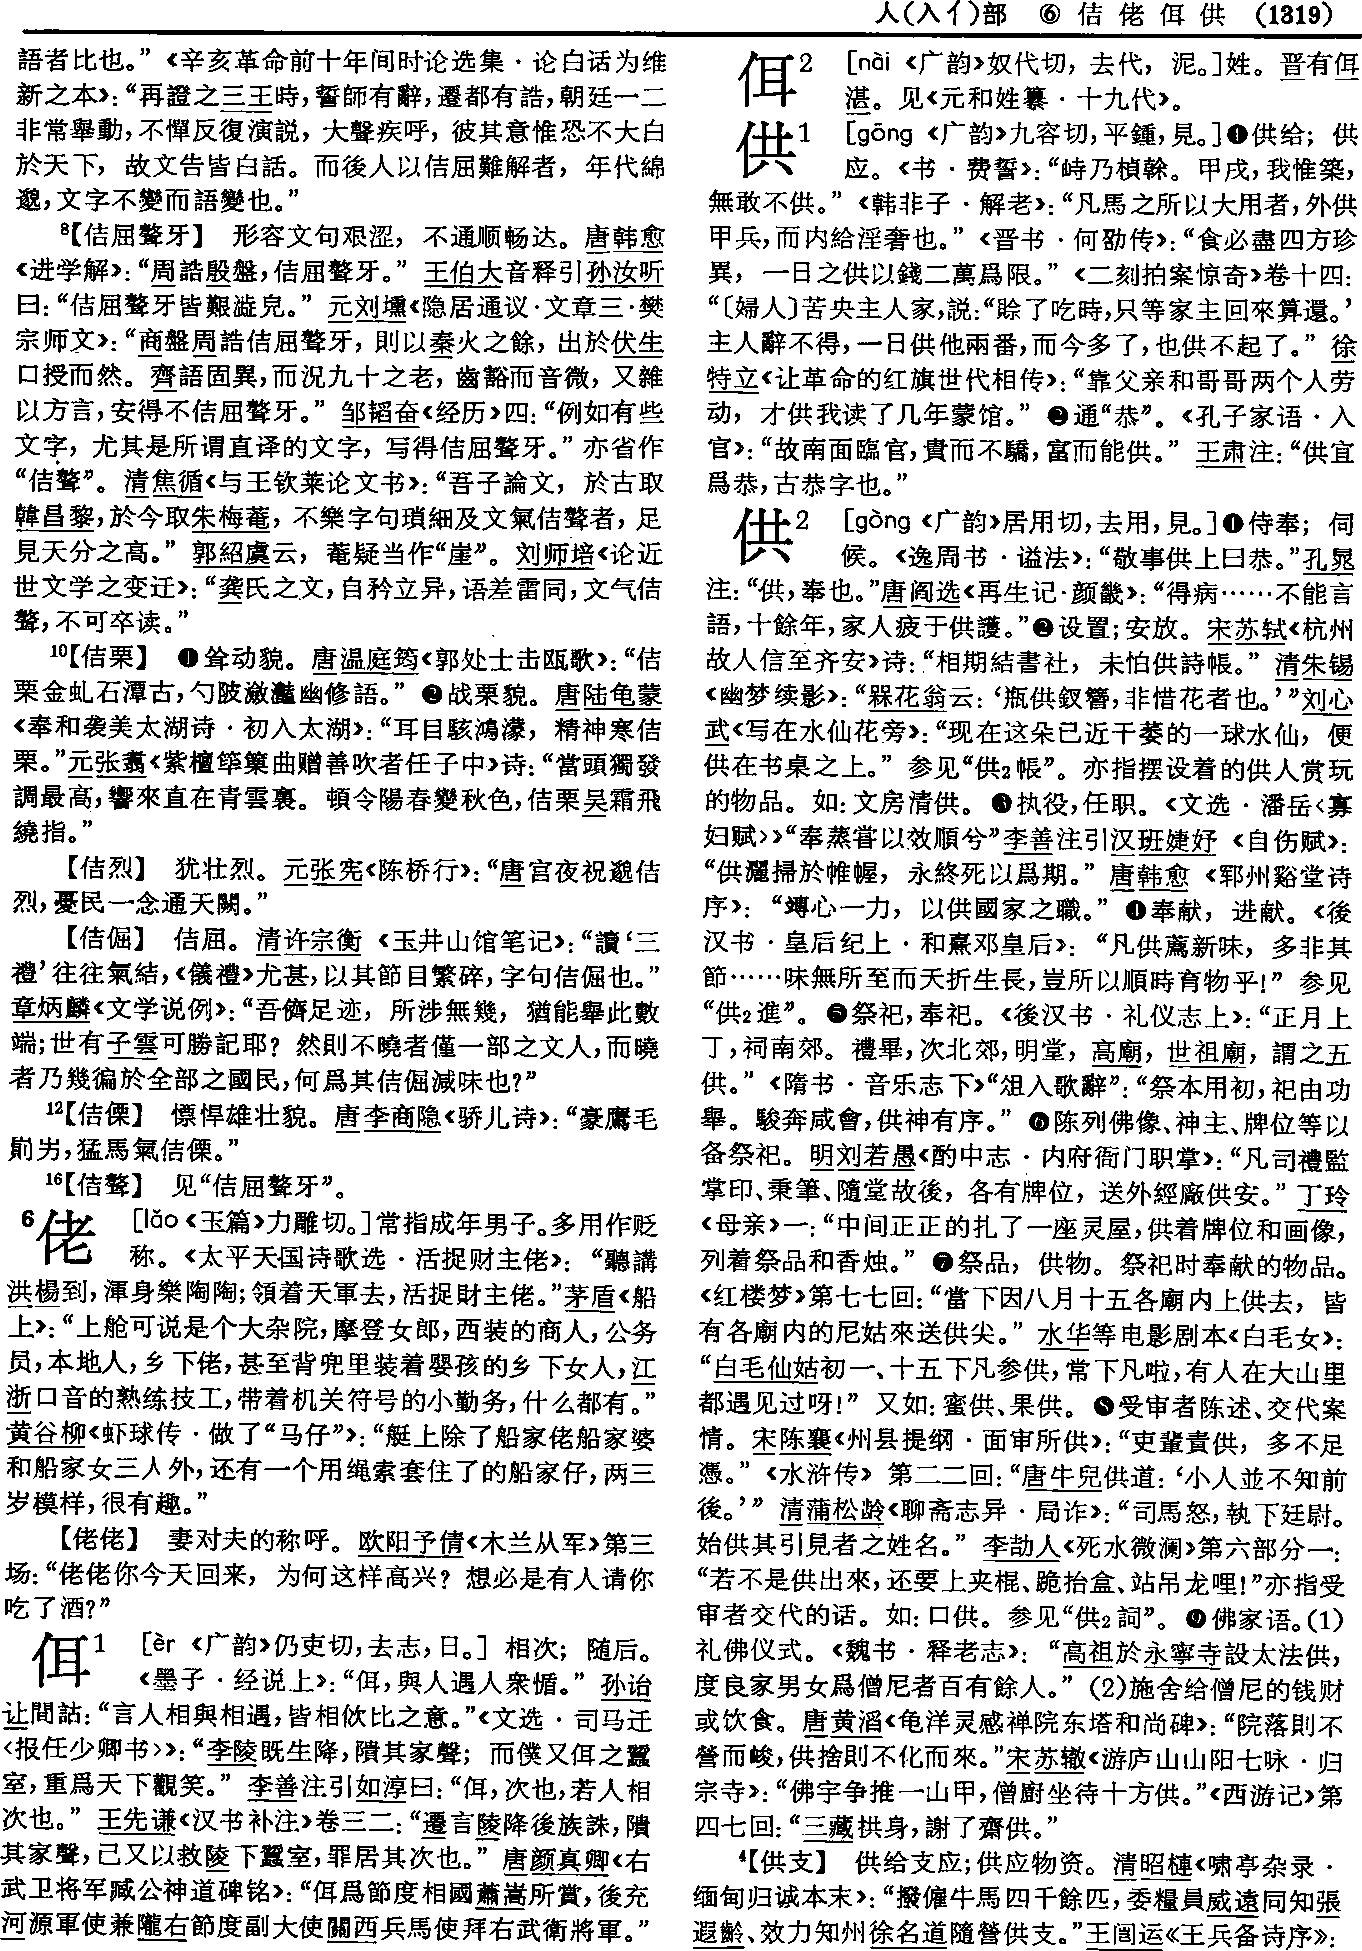 人(入亻)部 ⑥ 佶佬佴供 (1319)
語者比也。”《辛亥革命前十年间时论选集·论白话为维
新之本》：“再證之三王時，誓師有辭，遷都有誥，朝廷一二
非常舉動，不憚反復演説，大聲疾呼，彼其意惟恐不大白
於天下，故文告皆白話。而後人以佶屈難解者，年代綿
邈，文字不變而語變也。”
⁸【佶屈聱牙】 形容文句艰涩，不通顺畅达。唐韩愈
《进学解》：“周誥殷盤，佶屈聱牙。”王伯大音释引孙汝听
曰：“佶屈聱牙皆艱澁皃。”元刘壎《隐居通议·文章三·樊
宗师文》：“商盤周誥佶屈聱牙，則以秦火之餘，出於伏生
口授而然。齊語固異，而況九十之老，齒豁而音微，又雜
以方言，安得不佶屈聱牙。”邹韬奋《经历》四：“例如有些
文字，尤其是所谓直译的文字，写得佶屈聱牙。”亦省作
“佶聱”。清焦循《与王钦莱论文书》：“吾子論文，於古取
韓昌黎，於今取朱梅菴，不樂字句瑣細及文氣佶聱者，足
見天分之高。”郭紹虞云，菴疑当作“崖”。刘师培《论近
世文学之变迁》：“龚氏之文，自矜立异，语差雷同，文气佶
聱，不可卒读。”
¹⁰【佶栗】 ❶耸动貌。唐温庭筠《郭处士击瓯歌》：“佶
栗金虬石潭古，勺陂瀲灩幽修語。”❷战栗貌。唐陆龟蒙
《奉和袭美太湖诗·初入太湖》：“耳目駭鴻濛，精神寒佶
栗。”元张翥《紫檀筚篥曲赠善吹者任子中》诗：“當頭獨發
調最高，響來直在青雲裏。頓令陽春變秋色，佶栗吴霜飛
繞指。”
【佶烈】 犹壮烈。元张宪《陈桥行》：“唐宫夜祝邈佶
烈，憂民一念通天闕。”
【佶倔】 佶屈。清许宗衡《玉井山馆笔记》：“讀‘三
禮’往往氣結，《儀禮》尤甚，以其節目繁碎，字句佶倔也。”
章炳麟《文学说例》：“吾儕足迹，所涉無幾，猶能舉此數
端；世有子雲可勝記耶？然則不曉者僅一部之文人，而曉
者乃幾徧於全部之國民，何爲其佶倔減味也？”
¹²【佶傈】 慓悍雄壮貌。唐李商隐《骄儿诗》：“豪鷹毛
崱屴，猛馬氣佶傈。”
¹⁶【佶聱】 见“佶屈聱牙”。
⁶佬 [lǎo《玉篇》力雕切。]常指成年男子。多用作贬
称。《太平天国诗歌选·活捉财主佬》：“聽講
洪楊到，渾身樂陶陶；領着天軍去，活捉財主佬。”茅盾《船
上》：“上舱可说是个大杂院，摩登女郎，西装的商人，公务
员，本地人，乡下佬，甚至背兜里装着婴孩的乡下女人，江
浙口音的熟练技工，带着机关符号的小勤务，什么都有。”
黄谷柳《虾球传·做了“马仔”》：“艇上除了船家佬船家婆
和船家女三人外，还有一个用绳索套住了的船家仔，两三
岁模样，很有趣。”
【佬佬】 妻对夫的称呼。欧阳予倩《木兰从军》第三
场：“佬佬你今天回来，为何这样高兴？想必是有人请你
吃了酒？”
佴¹ [èr《广韵》仍吏切，去志，日。]相次；随后。
《墨子·经说上》：“佴，與人遇人衆㥚。”孙诒
让閒詁：“言人相與相遇，皆相佽比之意。”《文选·司马迁
〈报任少卿书〉》：“李陵既生降，隤其家聲；而僕又佴之蠶
室，重爲天下觀笑。”李善注引如淳曰：“佴，次也，若人相
次也。”王先谦《汉书补注》卷三二：“遷言陵降後族誅，隤
其家聲，己又以救陵下蠶室，罪居其次也。”唐颜真卿《右
武卫将军臧公神道碑铭》：“佴爲節度相國蕭嵩所賞，後充
河源軍使兼隴右節度副大使關西兵馬使拜右武衛將軍。”
佴² [nài《广韵》奴代切，去代，泥。]姓。晋有佴
湛。见《元和姓纂·十九代》。
供¹ [gōng《广韵》九容切，平鍾，見。]❶供给；供
应。《书·费誓》：“峙乃楨榦。甲戌，我惟築，
無敢不供。”《韩非子·解老》：“凡馬之所以大用者，外供
甲兵，而内給淫奢也。”《晋书·何劭传》：“食必盡四方珍
異，一日之供以錢二萬爲限。”《二刻拍案惊奇》卷十四：
“〔婦人〕苦央主人家，説：‘賒了吃時，只等家主回來算還。’
主人辭不得，一日供他兩番，而今多了，也供不起了。”徐
特立《让革命的红旗世代相传》：“靠父亲和哥哥两个人劳
动，才供我读了几年蒙馆。”❷通“恭”。《孔子家语·入
官》：“故南面臨官，貴而不驕，富而能供。”王肃注：“供宜
爲恭，古恭字也。”
供² [gòng《广韵》居用切，去用，見。]❶侍奉；伺
候。《逸周书·谥法》：“敬事供上曰恭。”孔晁
注：“供，奉也。”唐阎选《再生记·颜畿》：“得病……不能言
語，十餘年，家人疲于供護。”❷设置；安放。宋苏轼《杭州
故人信至齐安》诗：“相期結書社，未怕供詩帳。”清朱锡
《幽梦续影》：“槑花翁云：‘瓶供釵簪，非惜花者也。’”刘心
武《写在水仙花旁》：“现在这朵已近干萎的一球水仙，便
供在书桌之上。”参见“供₂帳”。亦指摆设着的供人赏玩
的物品。如：文房清供。❸执役，任职。《文选·潘岳〈寡
妇赋〉》“奉蒸嘗以效順兮”李善注引汉班婕妤《自伤赋》：
“供灑掃於帷幄，永終死以爲期。”唐韩愈《郓州谿堂诗
序》：“竱心一力，以供國家之職。”❹奉献，进献。《後
汉书·皇后纪上·和熹邓皇后》：“凡供薦新味，多非其
節……味無所至而夭折生長，豈所以順時育物乎！”参见
“供₂進”。❺祭祀，奉祀。《後汉书·礼仪志上》：“正月上
丁，祠南郊。禮畢，次北郊，明堂，高廟，世祖廟，謂之五
供。”《隋书·音乐志下》“俎入歌辭”：“祭本用初，祀由功
舉。駿奔咸會，供神有序。”❻陈列佛像、神主、牌位等以
备祭祀。明刘若愚《酌中志·内府衙门职掌》：“凡司禮監
掌印、秉筆、隨堂故後，各有牌位，送外經廠供安。”丁玲
《母亲》一：“中间正正的扎了一座灵屋，供着牌位和画像，
列着祭品和香烛。”❼祭品，供物。祭祀时奉献的物品。
《红楼梦》第七七回：“當下因八月十五各廟内上供去，皆
有各廟内的尼姑來送供尖。”水华等电影剧本《白毛女》：
“白毛仙姑初一、十五下凡参供，常下凡啦，有人在大山里
都遇见过呀！”又如：蜜供、果供。❽受审者陈述、交代案
情。宋陈襄《州县提纲·面审所供》：“吏輩責供，多不足
憑。”《水浒传》第二二回：“唐牛兒供道：‘小人並不知前
後。’”清蒲松龄《聊斋志异·局诈》：“司馬怒，執下廷尉。
始供其引見者之姓名。”李劼人《死水微澜》第六部分一：
“若不是供出來，还要上夹棍、跪抬盒、站吊龙哩！”亦指受
审者交代的话。如：口供。参见“供₂詞”。❾佛家语。(1)
礼佛仪式。《魏书·释老志》：“高祖於永寧寺設太法供，
度良家男女爲僧尼者百有餘人。”(2)施舍给僧尼的钱财
或饮食。唐黄滔《龟洋灵感禅院东塔和尚碑》：“院落則不
營而峻，供捨則不化而來。”宋苏辙《游庐山山阳七咏·归
宗寺》：“佛宇争推一山甲，僧廚坐待十方供。”《西游记》第
四七回：“三藏拱身，謝了齋供。”
⁴【供支】 供给支应；供应物资。清昭槤《啸亭杂录·
缅甸归诚本末》：“撥僱牛馬四千餘匹，委糧員威遠同知張
遐齡、效力知州徐名道隨營供支。”王闿运《王兵备诗序》：